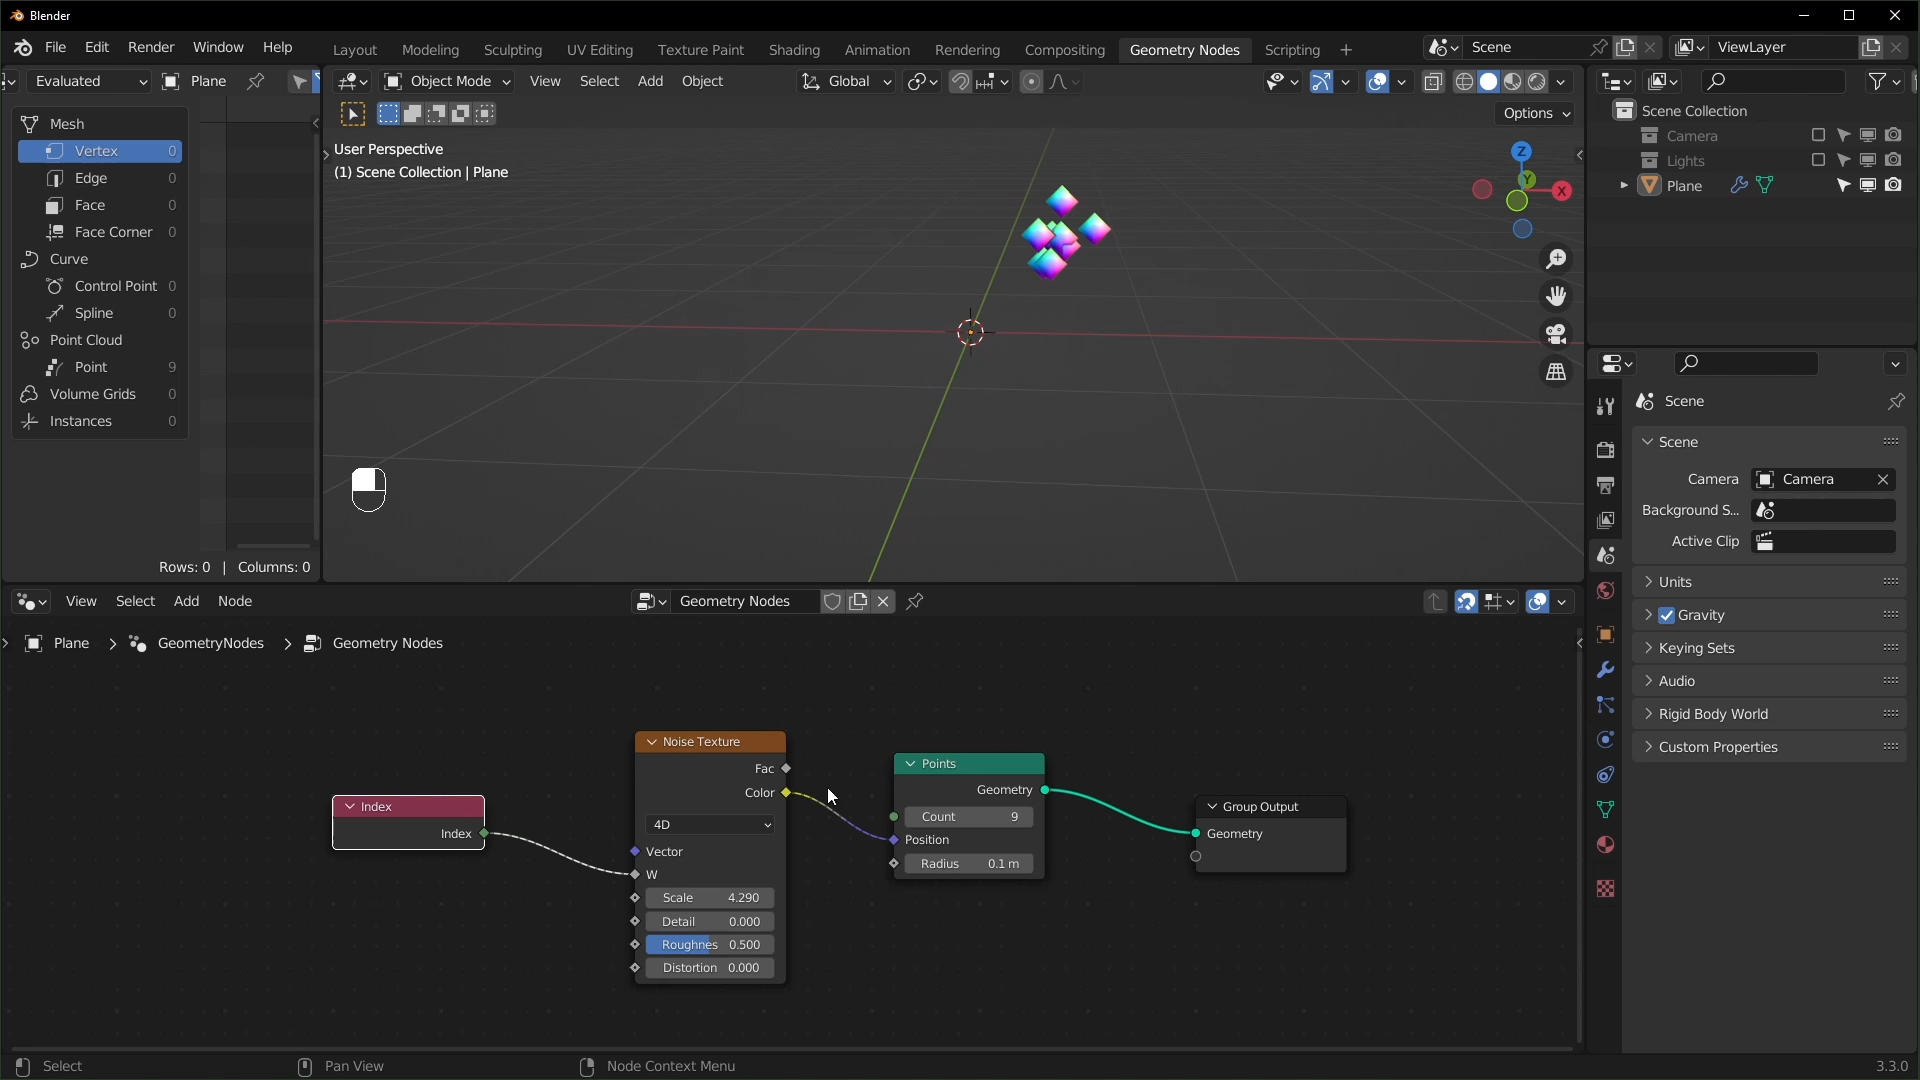 Blender
File Edit Render Window Help
Layout Modeling Sculpting UV Editing Texture Paint Shading Animation Rendering Compositing Geometry Nodes Scripting +
Scene
ViewLayer
Evaluated
Plane
Object Mode View Select Add Object
Global
Options
Mesh
Vertex 0
Edge 0
Face 0
Face Corner 0
Curve
Control Point 0
Spline 0
Point Cloud
Point 9
Volume Grids 0
Instances 0
Rows: 0 | Columns: 0
User Perspective
(1) Scene Collection | Plane
Z
Y
X
Scene Collection
Camera
Lights
Plane
Scene
Scene
Camera Camera
Background S...
Active Clip
Units
Gravity
Keying Sets
Audio
Rigid Body World
Custom Properties
View Select Add Node
Geometry Nodes
Plane > GeometryNodes > Geometry Nodes
Index
Index
Noise Texture
Fac
Color
4D
Vector
W
Scale 4.290
Detail 0.000
Roughnes 0.500
Distortion 0.000
Points
Geometry
Count 9
Position
Radius 0.1 m
Group Output
Geometry
Select
Pan View
Node Context Menu
3.3.0